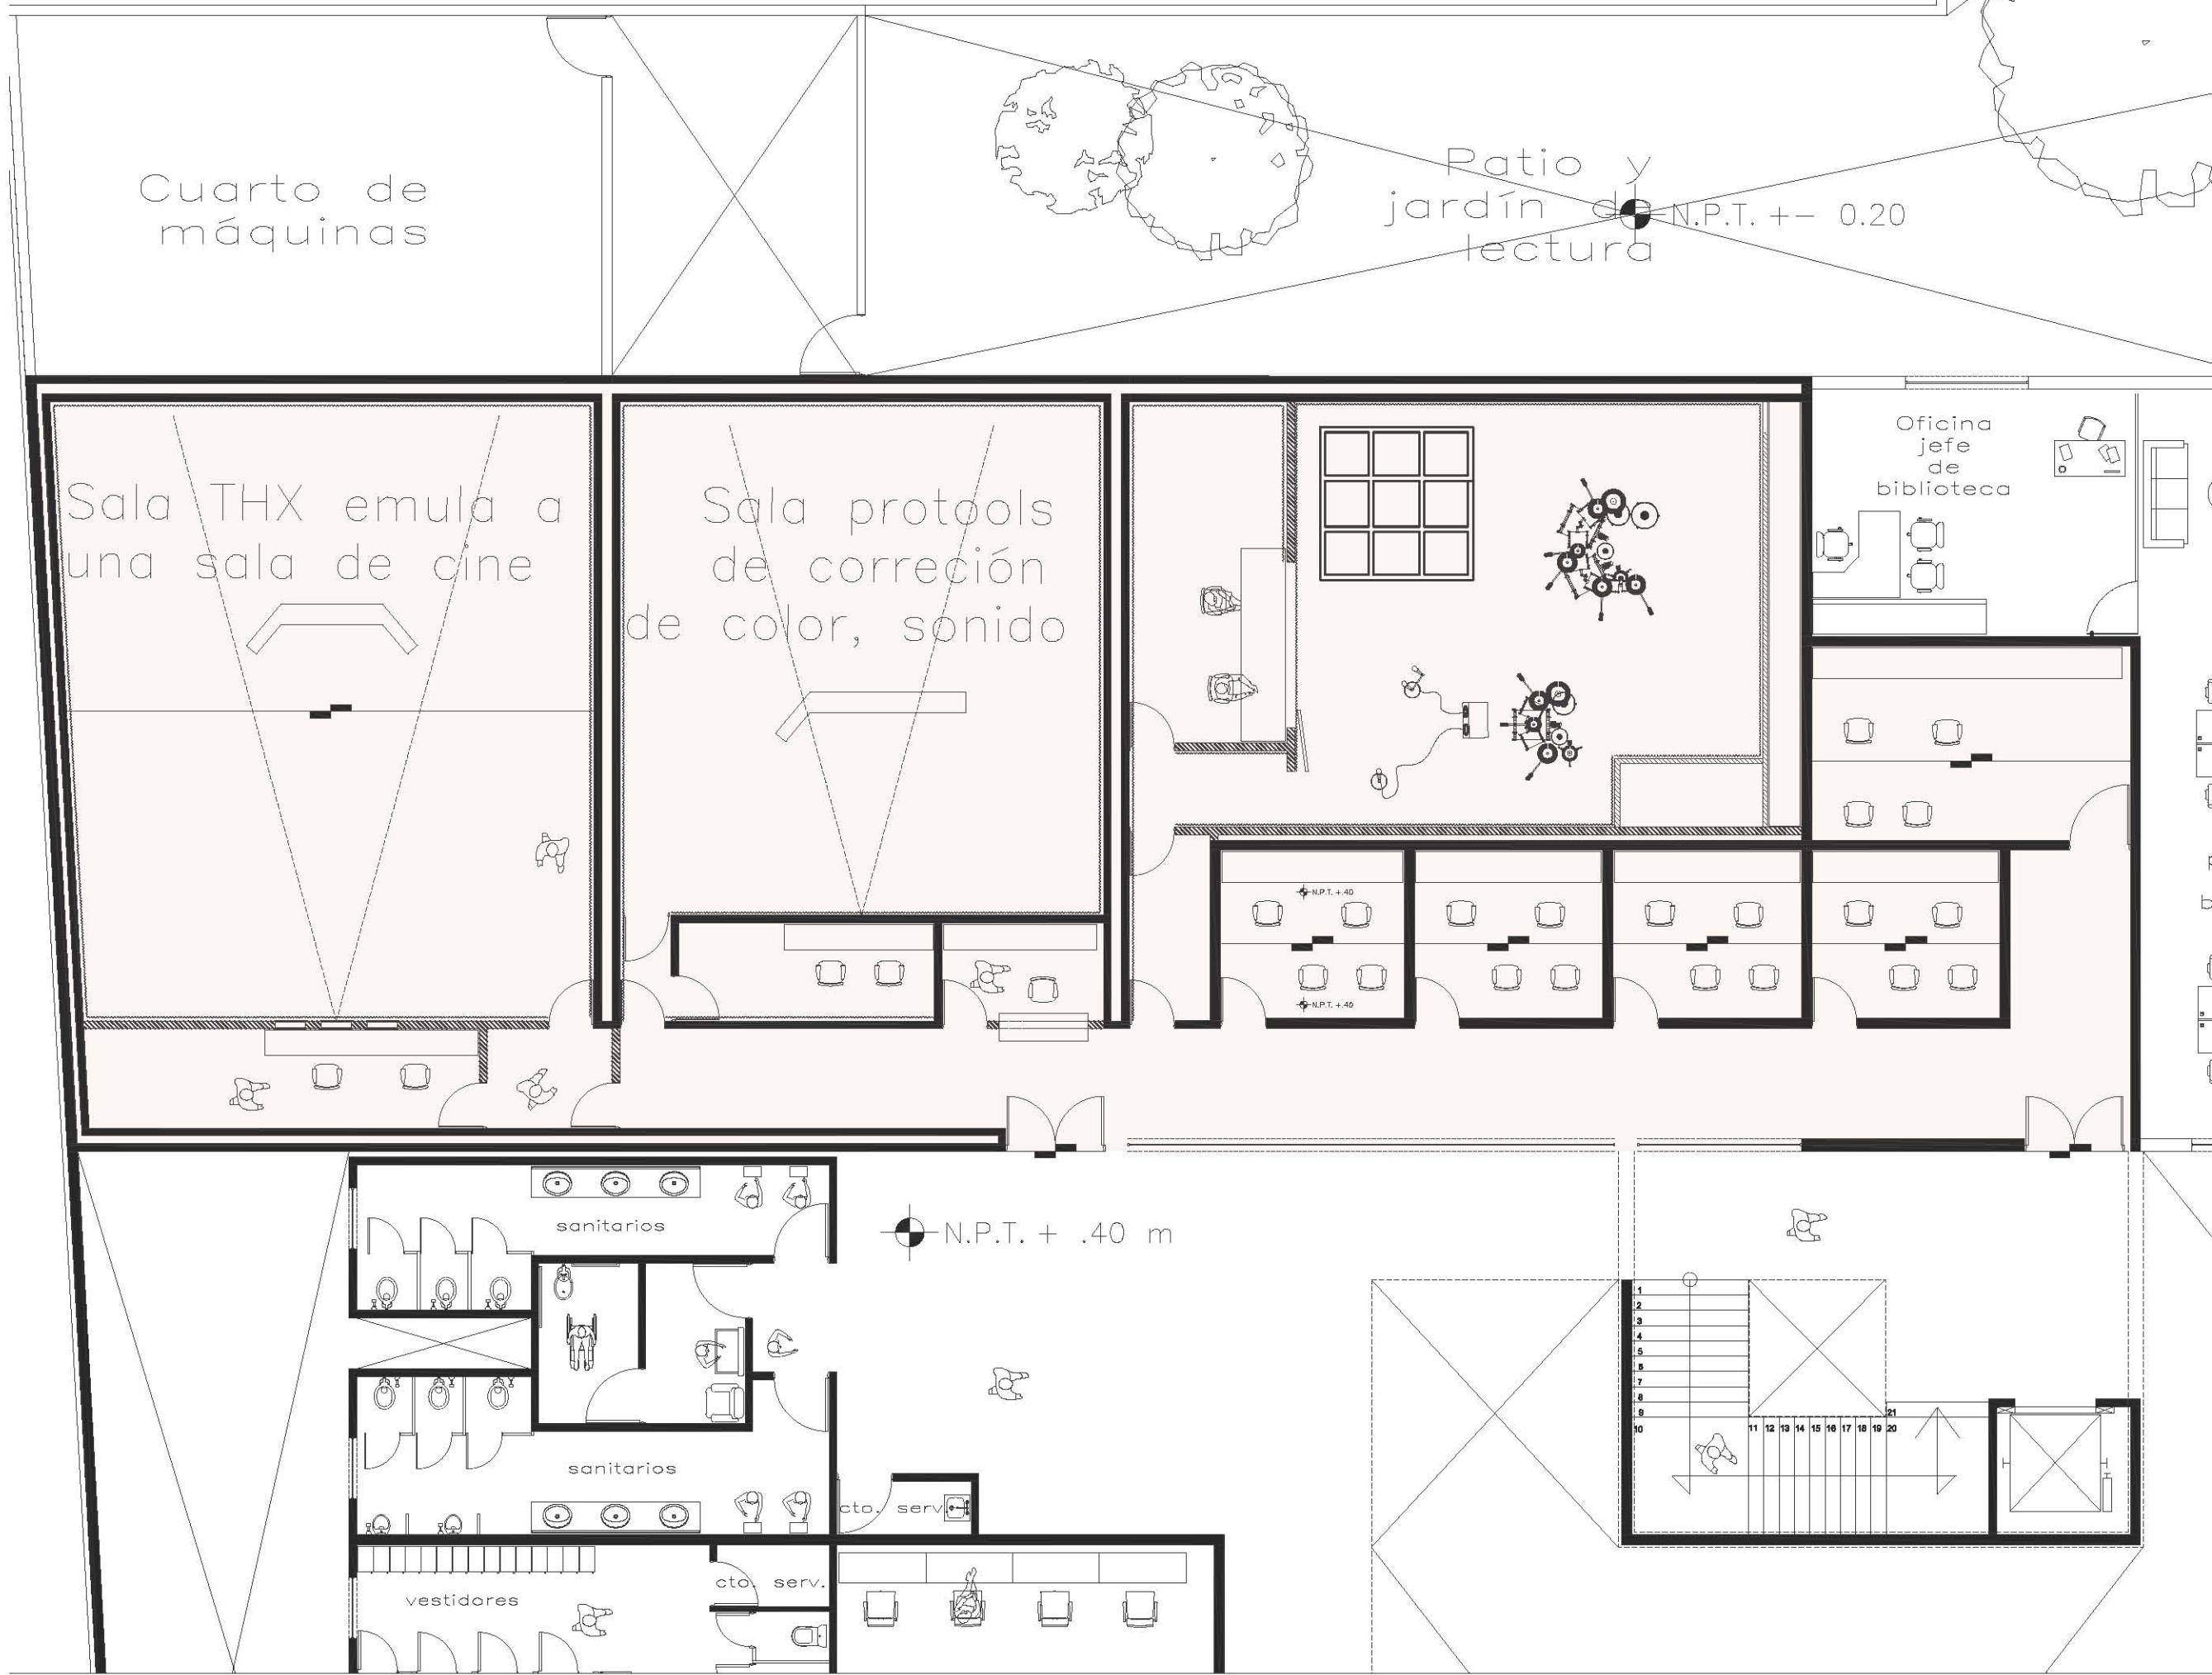 Cuarto de
máquinas
Patio y
jardín de
lectura
N.P.T. +- 0.20
Oficina
jefe
de
biblioteca
Sala THX emula a
una sala de cine
Sala protools
de correción
de color, sonido
N.P.T. +.40
N.P.T. +.40
sanitarios
N.P.T. + .40 m
1
2
3
4
5
6
7
8
9
10
11 12 13 14 15 16 17 18 19 20
21
sanitarios
cto. serv.
vestidores
cto. serv.